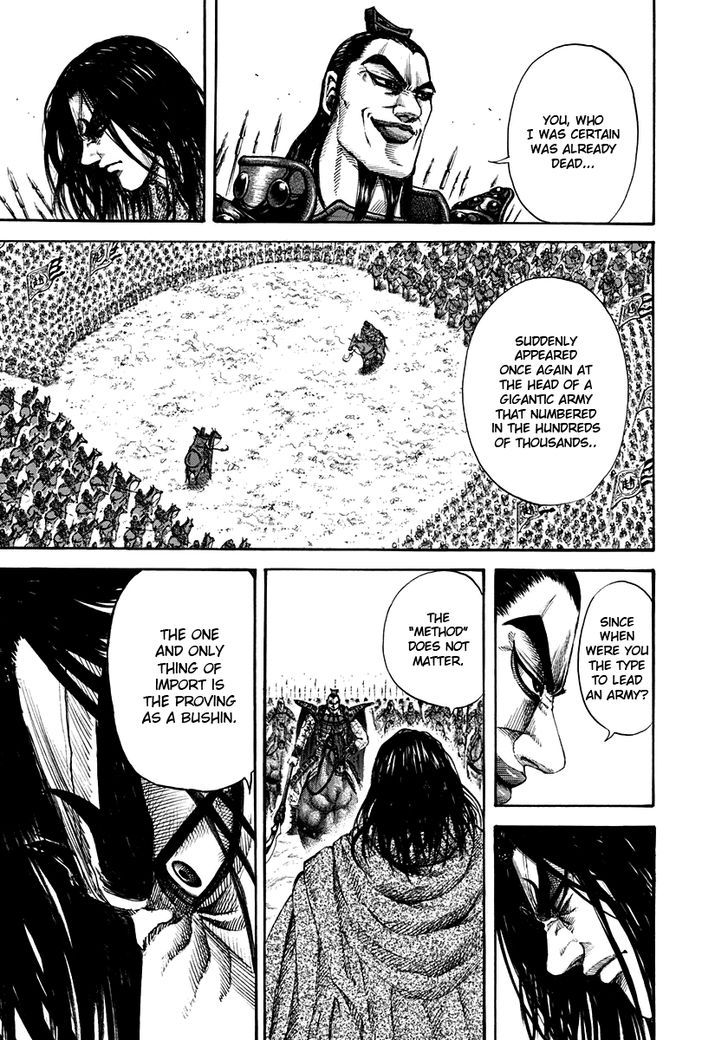 YOU, WHO
I WAS CERTAIN
WAS ALREADY
DEAD...
SUDDENLY
APPEARED
ONCE AGAIN AT
THE HEAD OF A
GIGANTIC ARMY
THAT NUMBERED
IN THE HUNDREDS
OF THOUSANDS..
SINCE
WHEN
WERE YOU
THE TYPE
TO LEAD
AN ARMY?
THE
"METHOD"
DOES NOT
MATTER.
THE ONE
AND ONLY
THING OF
IMPORT IS
THE PROVING
AS A BUSHIN.